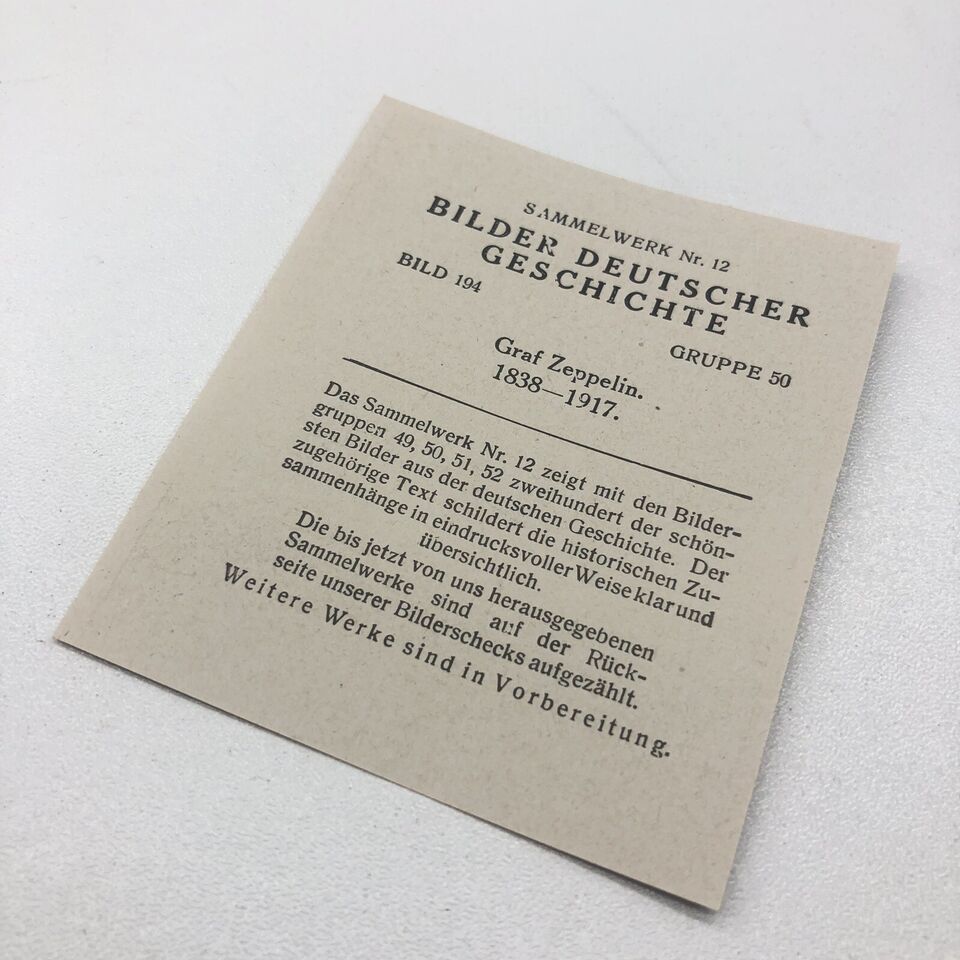 SAMMELWERK Nr. 12
BILDER DEUTSCHER
GESCHICHTE
BILD 194
GRUPPE 50
Graf Zeppelin.
1838—1917.
Das Sammelwerk Nr. 12 zeigt mit den Bilder-
gruppen 49, 50, 51, 52 zweihundert der schön-
sten Bilder aus der deutschen Geschichte. Der
zugehörige Text schildert die historischen Zu-
sammenhänge in eindrucksvoller Weise klar und
übersichtlich.
Die bis jetzt von uns herausgegebenen
Sammelwerke sind auf der Rück-
seite unserer Bilderschecks aufgezählt.
Weitere Werke sind in Vorbereitung.